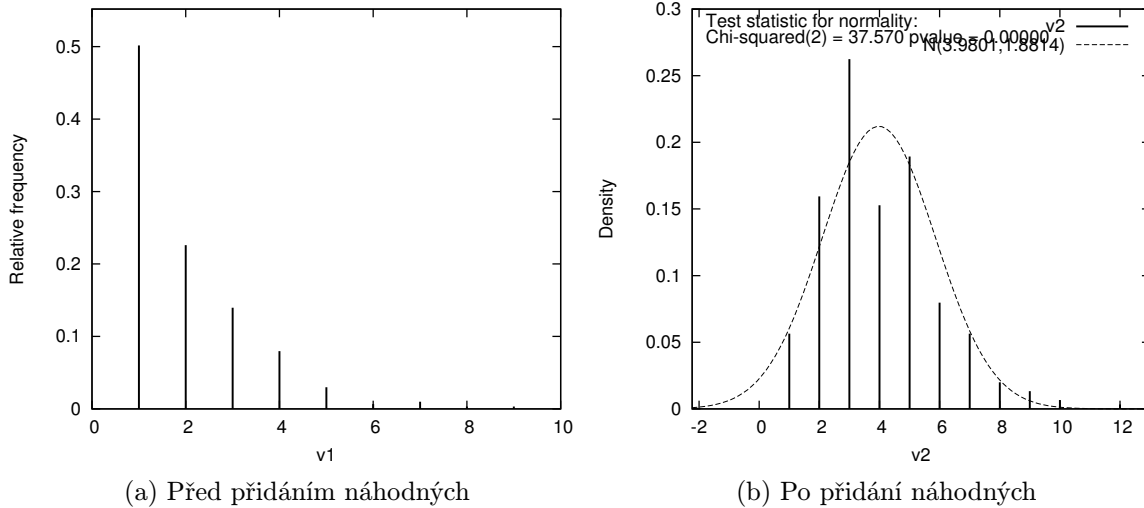 0.5
0.4
0.3
0.2
0.1
0
0 2 4 6 8 10
Relative frequency
v1
(a) Před přidáním náhodných
0.3
0.25
0.2
0.15
0.1
0.05
0
-2 0 2 4 6 8 10 12
Density
v2
Test statistic for normality:
Chi-squared(2) = 37.570 pvalue = 0.00000
v2
N(3.9801,1.8814)
(b) Po přidání náhodných